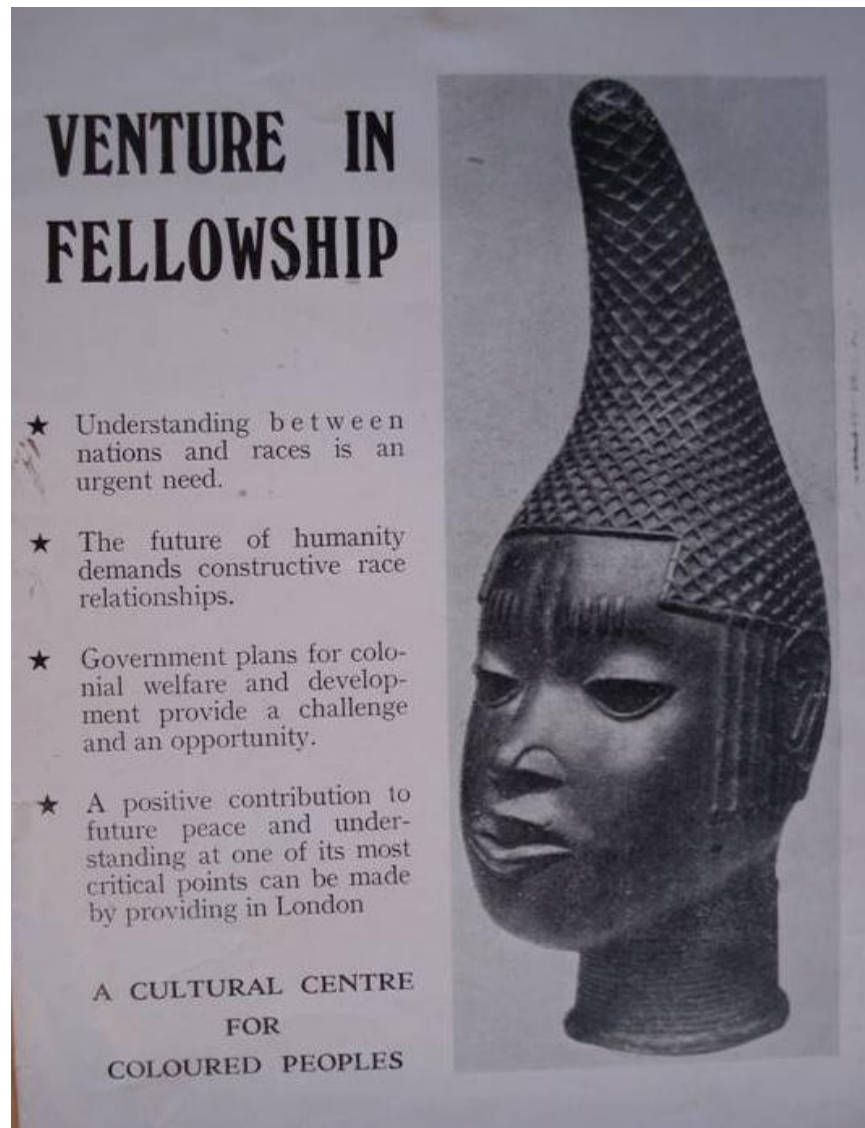 VENTURE IN
FELLOWSHIP
★ Understanding between
nations and races is an
urgent need.
★ The future of humanity
demands constructive race
relationships.
★ Government plans for colo-
nial welfare and develop-
ment provide a challenge
and an opportunity.
★ A positive contribution to
future peace and under-
standing at one of its most
critical points can be made
by providing in London
A CULTURAL CENTRE
FOR
COLOURED PEOPLES